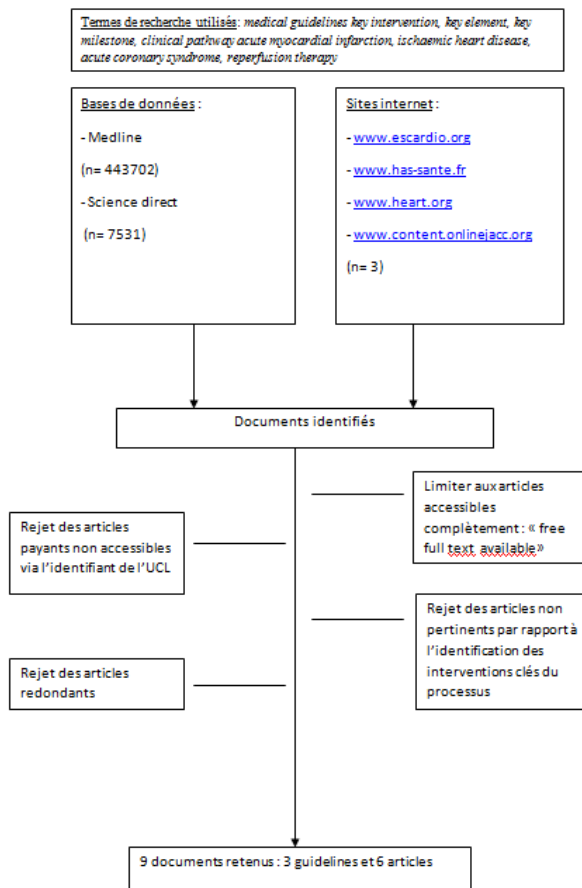 Termes de recherche utilisés: medical guidelines key intervention, key element, key
milestone, clinical pathway acute myocardial infarction, ischaemic heart disease,
acute coronary syndrome, reperfusion therapy
Bases de données :
- Medline
(n= 443702)
- Science direct
(n= 7531)
Sites internet :
- www.escardio.org
- www.has-sante.fr
- www.heart.org
- www.content.onlinejacc.org
(n= 3)
Documents identifiés
Limiter aux articles
accessibles
complètement : « free
full text available»
Rejet des articles
payants non accessibles
via l'identifiant de l'UCL
Rejet des articles non
pertinents par rapport à
l'identification des
interventions clés du
processus
Rejet des articles
redondants
9 documents retenus : 3 guidelines et 6 articles